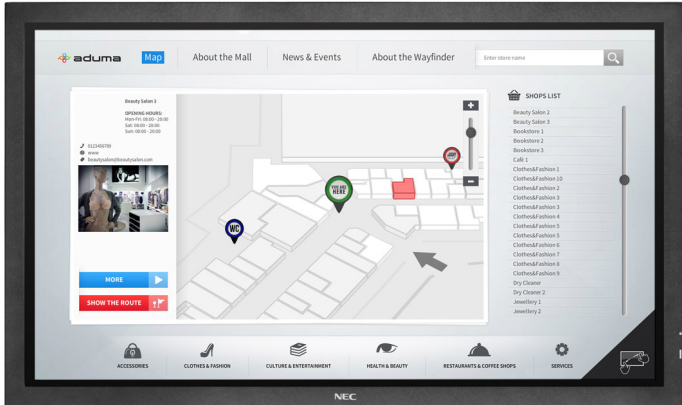 aduma
Map
About the Mall
News & Events
About the Wayfinder
Enter store name
Beauty Salon 3
OPENING HOURS:
Mon-Fri: 08:00 - 20:00
Sat: 08:00 - 20:00
Sun: 08:00 - 20:00
0123456789
www
beautysalon@beautysalon.com
MORE
SHOW THE ROUTE
WC
YOU ARE
HERE
SHOPS LIST
Beauty Salon 2
Beauty Salon 3
Bookstore 1
Bookstore 2
Bookstore 3
Café 1
Clothes&Fashion 1
Clothes&Fashion 10
Clothes&Fashion 2
Clothes&Fashion 3
Clothes&Fashion 3
Clothes&Fashion 4
Clothes&Fashion 5
Clothes&Fashion 5
Clothes&Fashion 6
Clothes&Fashion 7
Clothes&Fashion 8
Clothes&Fashion 9
Dry Cleaner
Dry Cleaner 2
Jewellery 1
Jewellery 2
ACCESSORIES
CLOTHES & FASHION
CULTURE & ENTERTAINMENT
HEALTH & BEAUTY
RESTAURANTS & COFFEE SHOPS
SERVICES
NEC